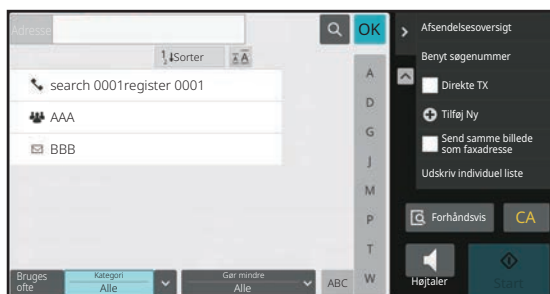 Adresse
OK
Sorter
search 0001register 0001
AAA
BBB
A
D
G
J
M
P
T
W
ABC
Bruges
ofte
Kategori
Alle
Gør mindre
Alle
Afsendelsesoversigt
Benyt søgenummer
Direkte TX
Tilføj Ny
Send samme billede
som faxadresse
Udskriv individuel liste
Forhåndsvis
CA
Højtaler
Start